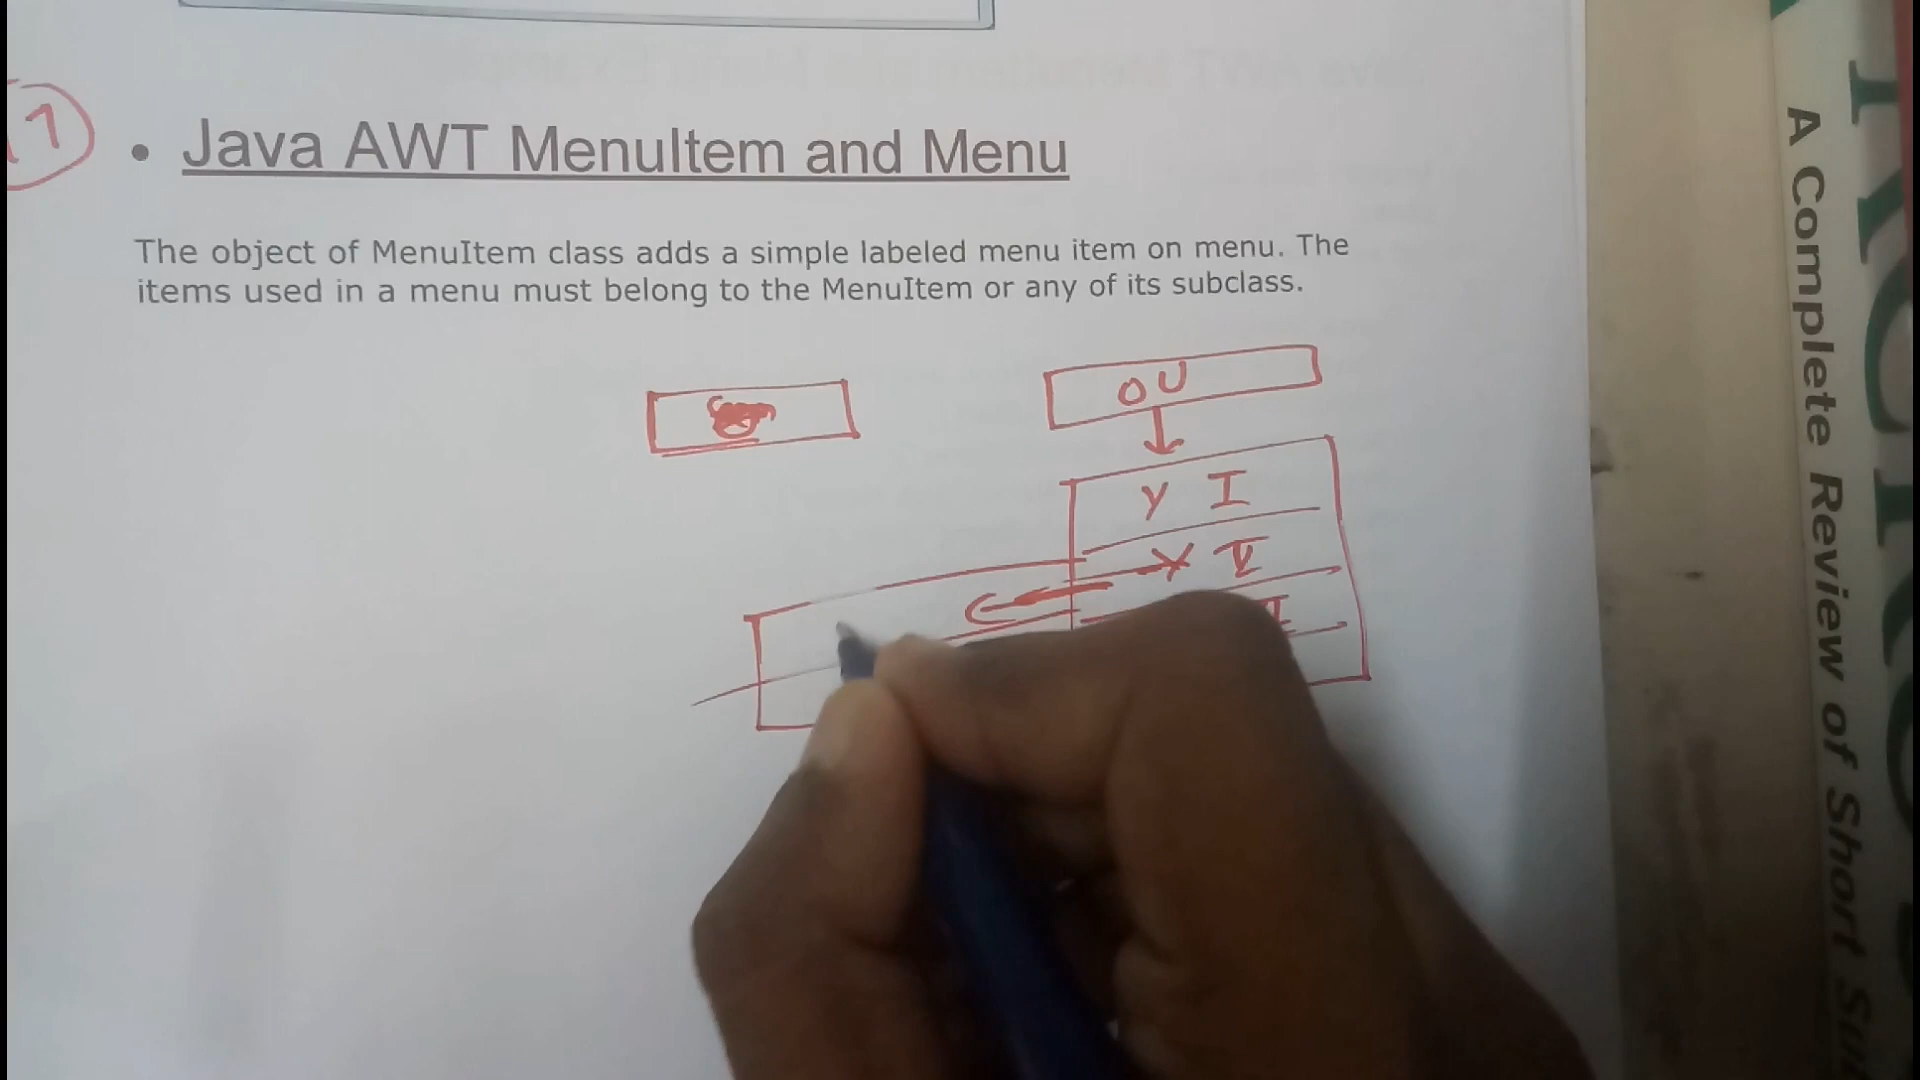 Java AWT MenuItem and Menu
The object of MenuItem class adds a simple labeled menu item on menu. The
items used in a menu must belong to the MenuItem or any of its subclass.
OU
Y I
A Complete Review of Short